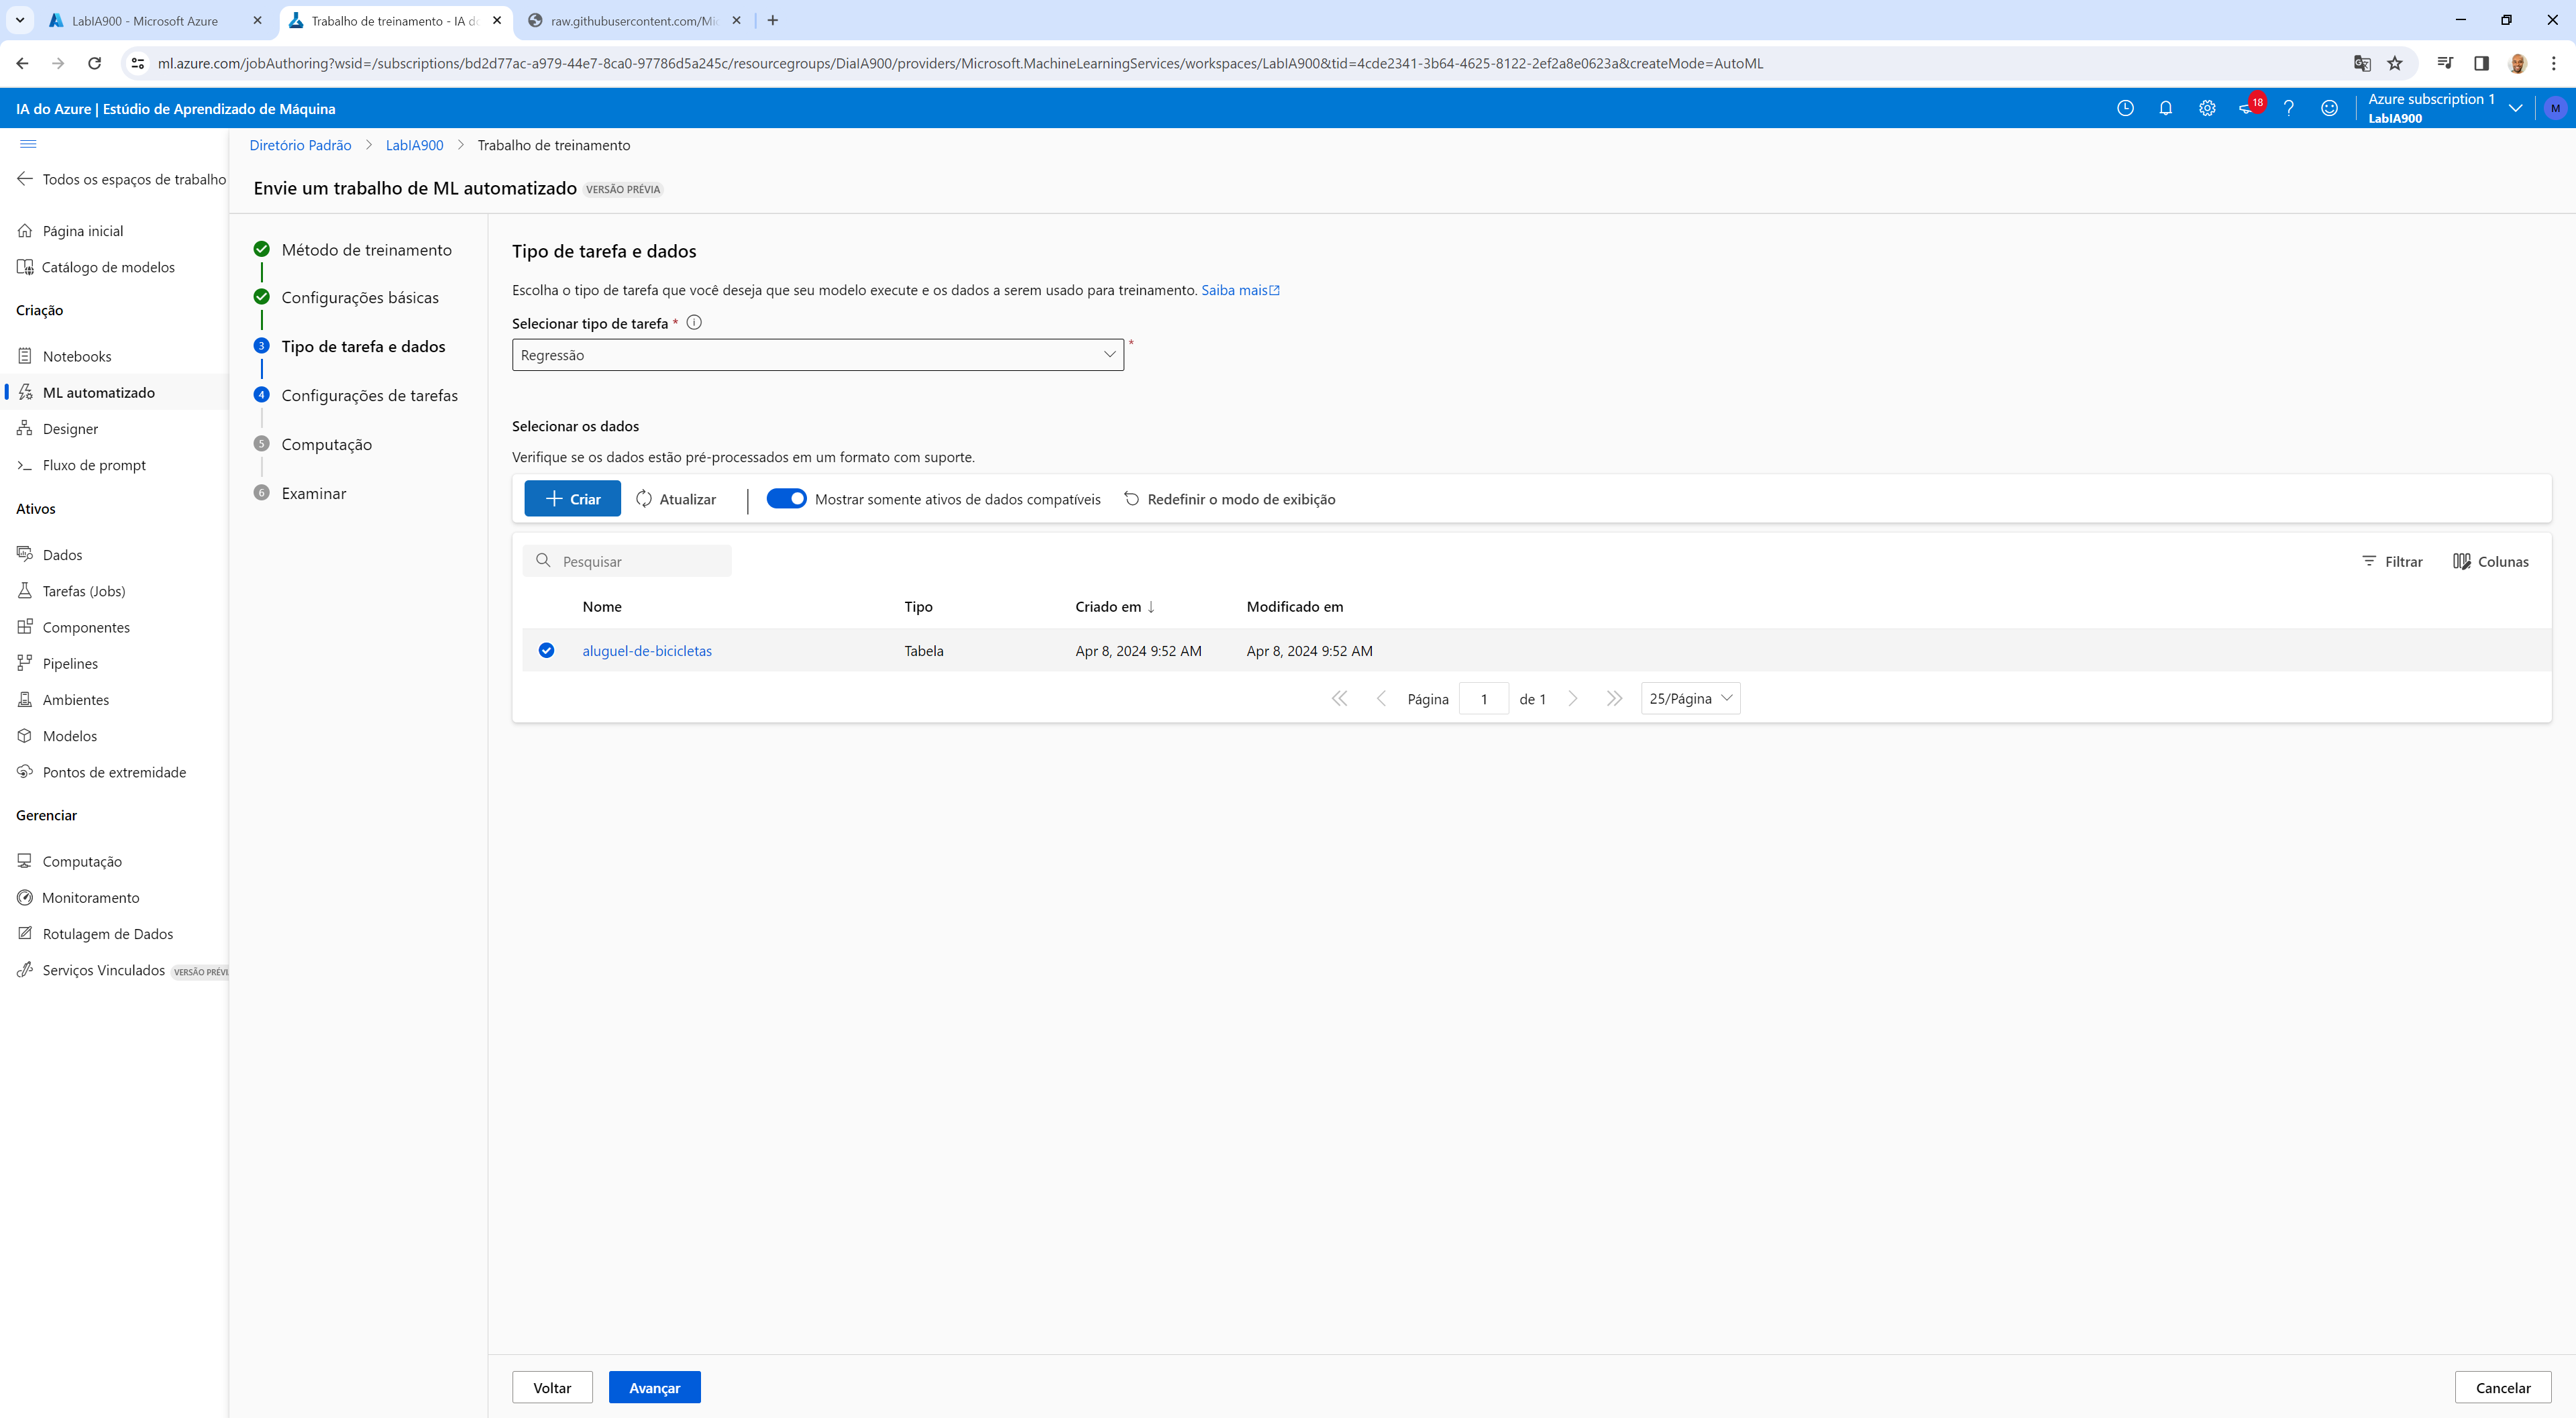 LabIA900 - Microsoft Azure
Trabalho de treinamento - IA do
raw.githubusercontent.com/Mic
ml.azure.com/jobAuthoring?wsid=/subscriptions/bd2d77ac-a979-44e7-8ca0-97786d5a245c/resourcegroups/DiaIA900/providers/Microsoft.MachineLearningServices/workspaces/LabIA900&tid=4cde2341-3b64-4625-8122-2ef2a8e0623a&createMode=AutoML
IA do Azure | Estúdio de Aprendizado de Máquina
18
?
Azure subscription 1
LabIA900
M
Todos os espaços de trabalho
Página inicial
Catálogo de modelos
Criação
Notebooks
ML automatizado
Designer
Fluxo de prompt
Ativos
Dados
Tarefas (Jobs)
Componentes
Pipelines
Ambientes
Modelos
Pontos de extremidade
Gerenciar
Computação
Monitoramento
Rotulagem de Dados
Serviços Vinculados VERSÃO PRÉVI
Diretório Padrão > LabIA900 > Trabalho de treinamento
Envie um trabalho de ML automatizado VERSÃO PRÉVIA
Método de treinamento
Configurações básicas
3 Tipo de tarefa e dados
4 Configurações de tarefas
5 Computação
6 Examinar
Tipo de tarefa e dados
Escolha o tipo de tarefa que você deseja que seu modelo execute e os dados a serem usado para treinamento. Saiba mais
Selecionar tipo de tarefa *
Regressão *
Selecionar os dados
Verifique se os dados estão pré-processados em um formato com suporte.
Criar Atualizar | Mostrar somente ativos de dados compatíveis Redefinir o modo de exibição
Pesquisar Filtrar Colunas
Nome Tipo Criado em ↓ Modificado em
aluguel-de-bicicletas Tabela Apr 8, 2024 9:52 AM Apr 8, 2024 9:52 AM
Página 1 de 1 25/Página
Voltar Avançar Cancelar